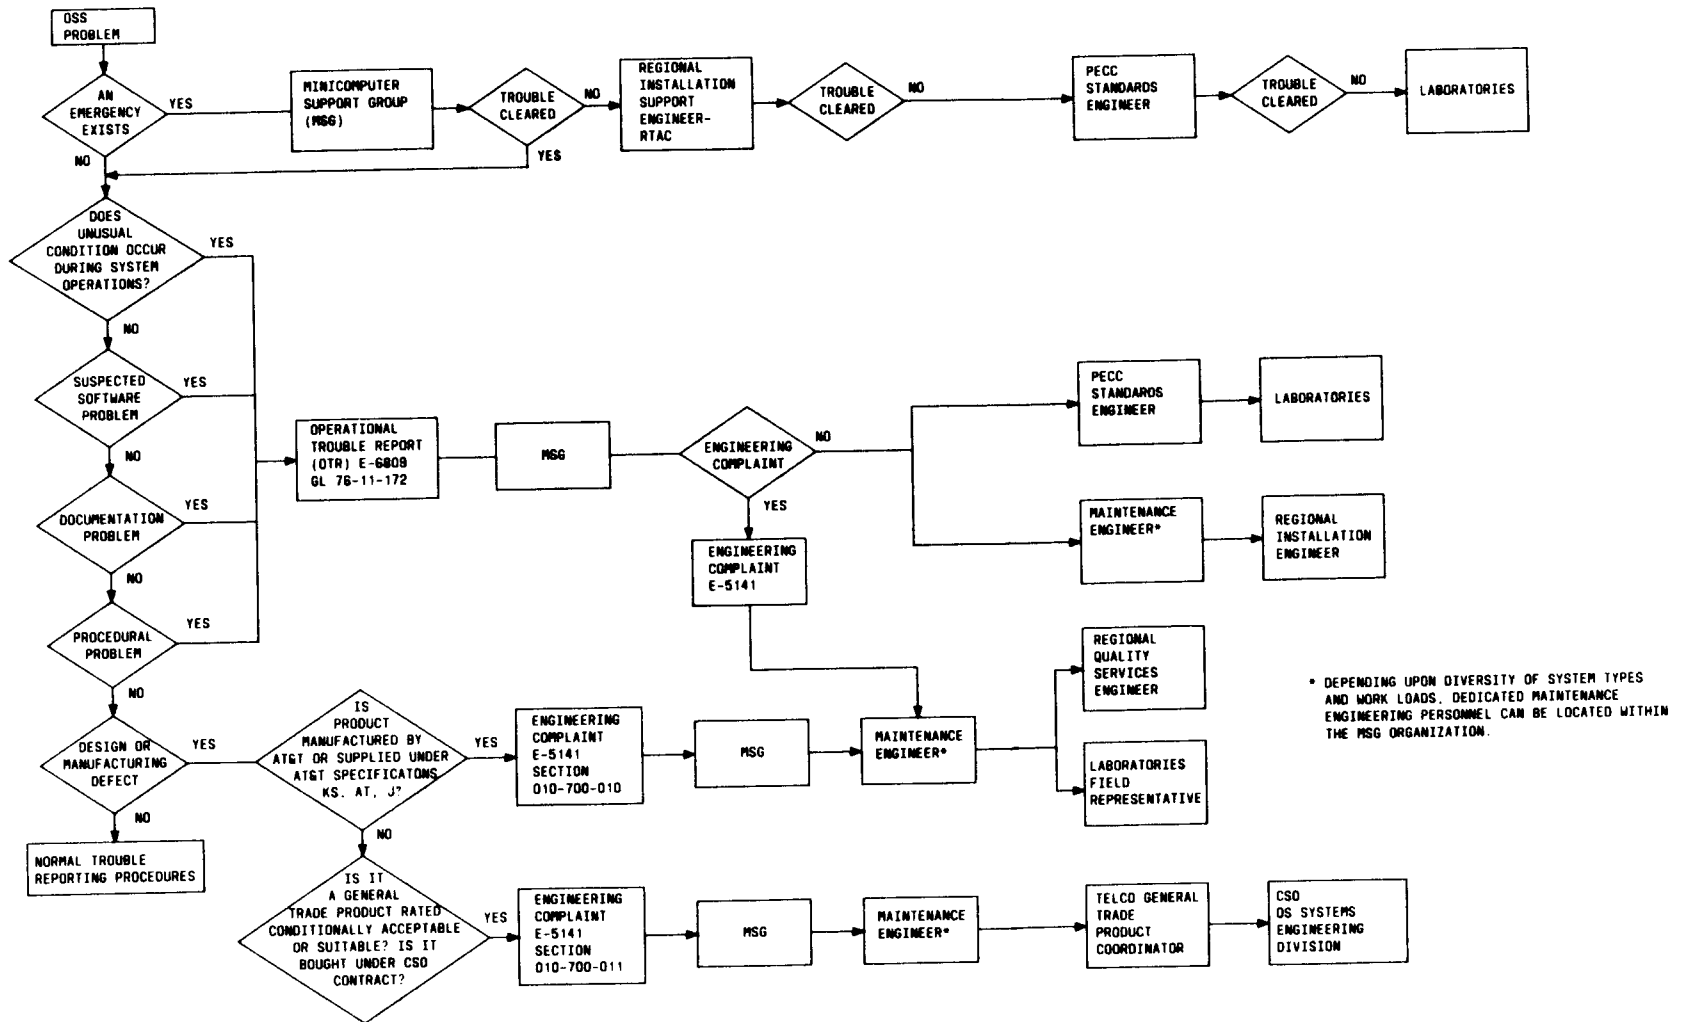 OSS
PROBLEM
AN
EMERGENCY
EXISTS
YES
NO
MINICOMPUTER
SUPPORT GROUP
(MSG)
TROUBLE
CLEARED
NO
YES
REGIONAL
INSTALLATION
SUPPORT
ENGINEER-
RTAC
TROUBLE
CLEARED
NO
PECC
STANDARDS
ENGINEER
TROUBLE
CLEARED
NO
LABORATORIES
DOES
UNUSUAL
CONDITION OCCUR
DURING SYSTEM
OPERATIONS?
YES
NO
SUSPECTED
SOFTWARE
PROBLEM
YES
NO
DOCUMENTATION
PROBLEM
YES
NO
PROCEDURAL
PROBLEM
YES
NO
OPERATIONAL
TROUBLE REPORT
(OTR) E-6809
GL 76-11-172
MSG
ENGINEERING
COMPLAINT
NO
YES
PECC
STANDARDS
ENGINEER
LABORATORIES
MAINTENANCE
ENGINEER*
REGIONAL
INSTALLATION
ENGINEER
ENGINEERING
COMPLAINT
E-5141
DESIGN OR
MANUFACTURING
DEFECT
YES
NO
NORMAL TROUBLE
REPORTING PROCEDURES
IS
PRODUCT
MANUFACTURED BY
AT&T OR SUPPLIED UNDER
AT&T SPECIFICATONS
KS. AT, J?
YES
NO
ENGINEERING
COMPLAINT
E-5141
SECTION
010-700-010
MSG
MAINTENANCE
ENGINEER*
REGIONAL
QUALITY
SERVICES
ENGINEER
LABORATORIES
FIELD
REPRESENTATIVE
* DEPENDING UPON DIVERSITY OF SYSTEM TYPES
AND WORK LOADS, DEDICATED MAINTENANCE
ENGINEERING PERSONNEL CAN BE LOCATED WITHIN
THE MSG ORGANIZATION.
IS IT
A GENERAL
TRADE PRODUCT RATED
CONDITIONALLY ACCEPTABLE
OR SUITABLE? IS IT
BOUGHT UNDER CSO
CONTRACT?
YES
ENGINEERING
COMPLAINT
E-5141
SECTION
010-700-011
MSG
MAINTENANCE
ENGINEER*
TELCO GENERAL
TRADE
PRODUCT
COORDINATOR
CSO
OS SYSTEMS
ENGINEERING
DIVISION